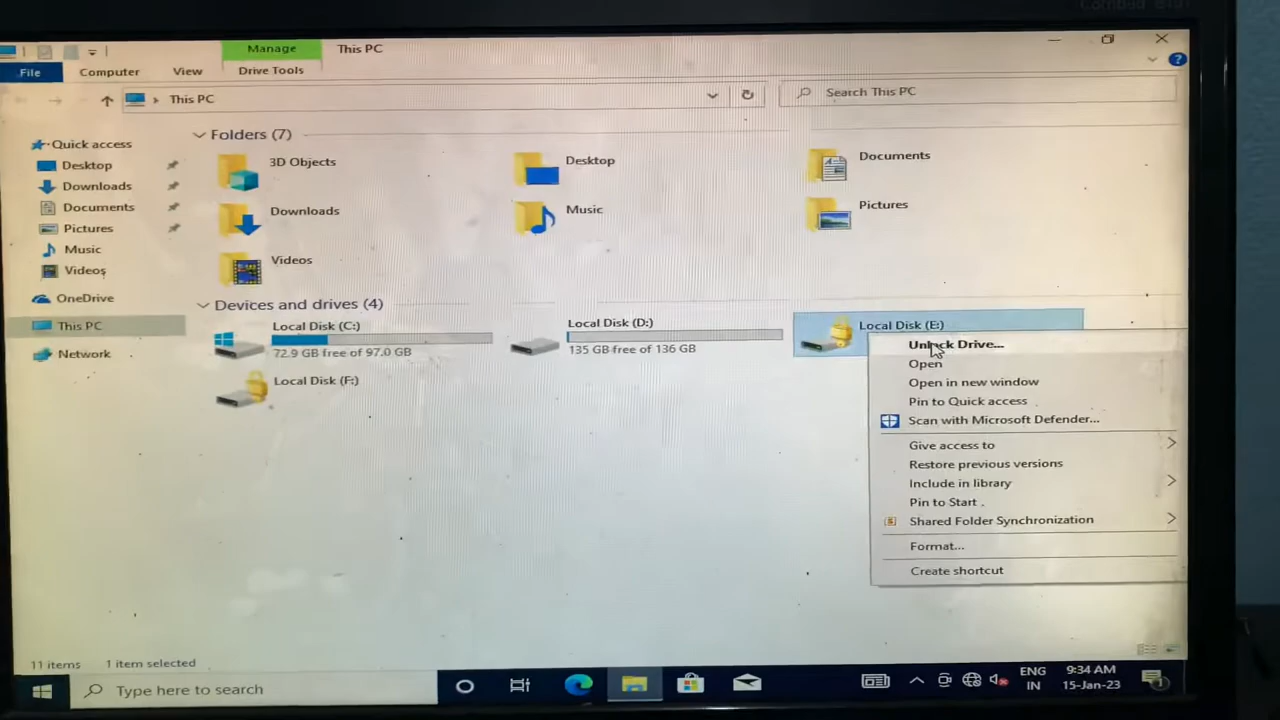 Manage
This PC
File
Computer
View
Drive Tools
This PC
Search This PC
Quick access
Desktop
Downloads
Documents
Pictures
Music
Videos
OneDrive
This PC
Network
Folders (7)
3D Objects
Desktop
Documents
Downloads
Music
Pictures
Videos
Devices and drives (4)
Local Disk (C:)
72.9 GB free of 97.0 GB
Local Disk (D:)
135 GB free of 136 GB
Local Disk (E:)
Local Disk (F:)
Unlock Drive...
Open
Open in new window
Pin to Quick access
Scan with Microsoft Defender...
Give access to
Restore previous versions
Include in library
Pin to Start
Shared Folder Synchronization
Format...
Create shortcut
11 items
1 item selected
Type here to search
ENG
IN
9:34 AM
15-Jan-23
1